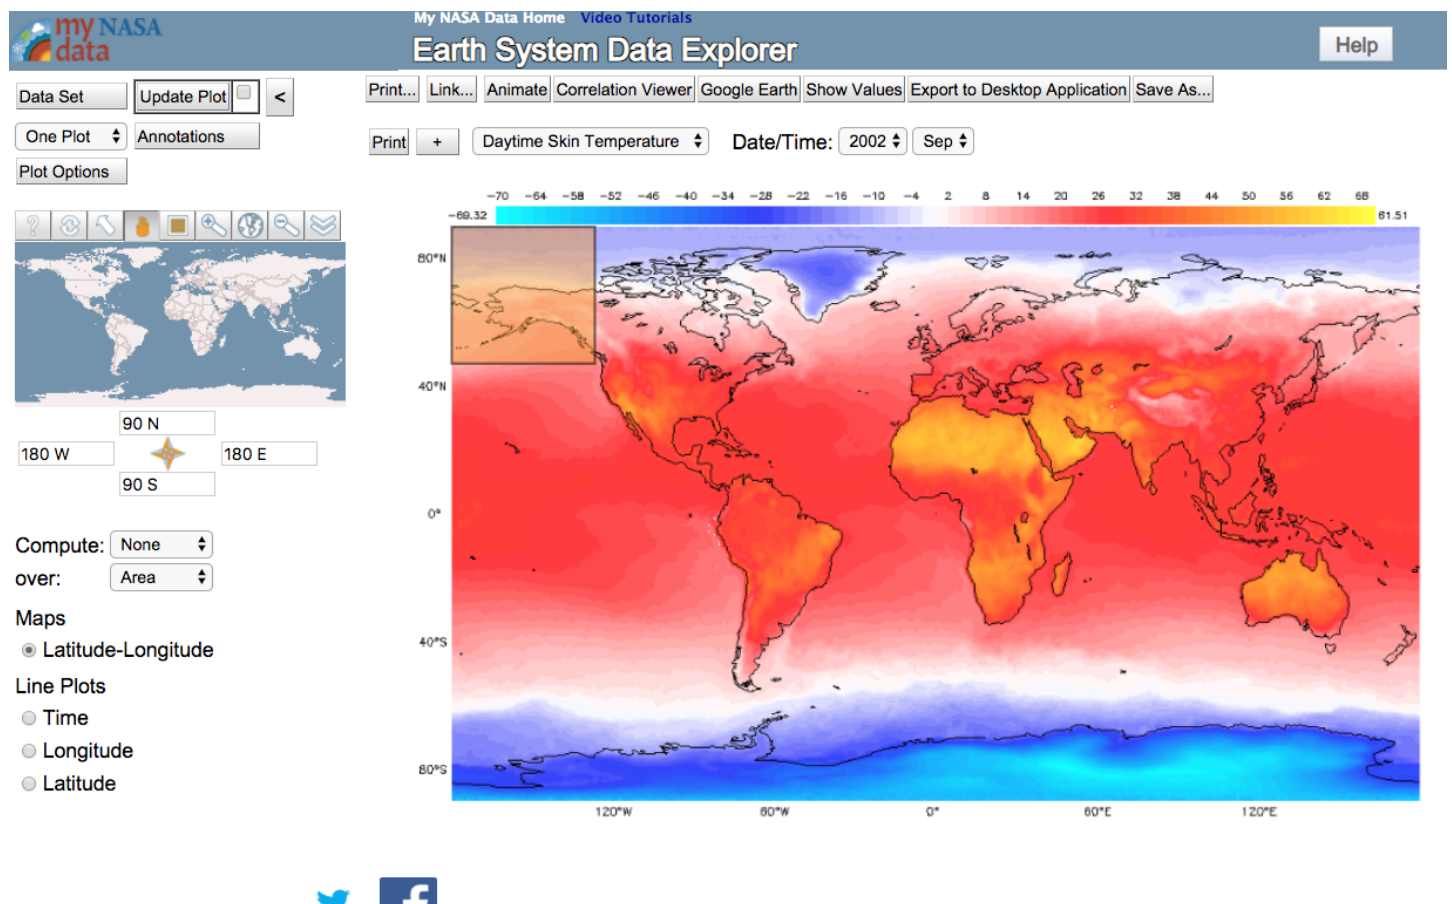 my NASA
data
My NASA Data Home Video Tutorials
Earth System Data Explorer
Help
Data Set
Update Plot
<
Print...
Link...
Animate
Correlation Viewer
Google Earth
Show Values
Export to Desktop Application
Save As...
One Plot
Annotations
Print
+
Daytime Skin Temperature
Date/Time: 2002 Sep
Plot Options
-70 -64 -58 -52 -46 -40 -34 -28 -22 -16 -10 -4 2 8 14 20 26 32 38 44 50 56 62 68
-69.32
61.51
?
80°N
40°N
0°
40°S
80°S
120°W 60°W 0° 60°E 120°E
90 N
180 W
180 E
90 S
Compute: None
over: Area
Maps
Latitude-Longitude
Line Plots
Time
Longitude
Latitude
f